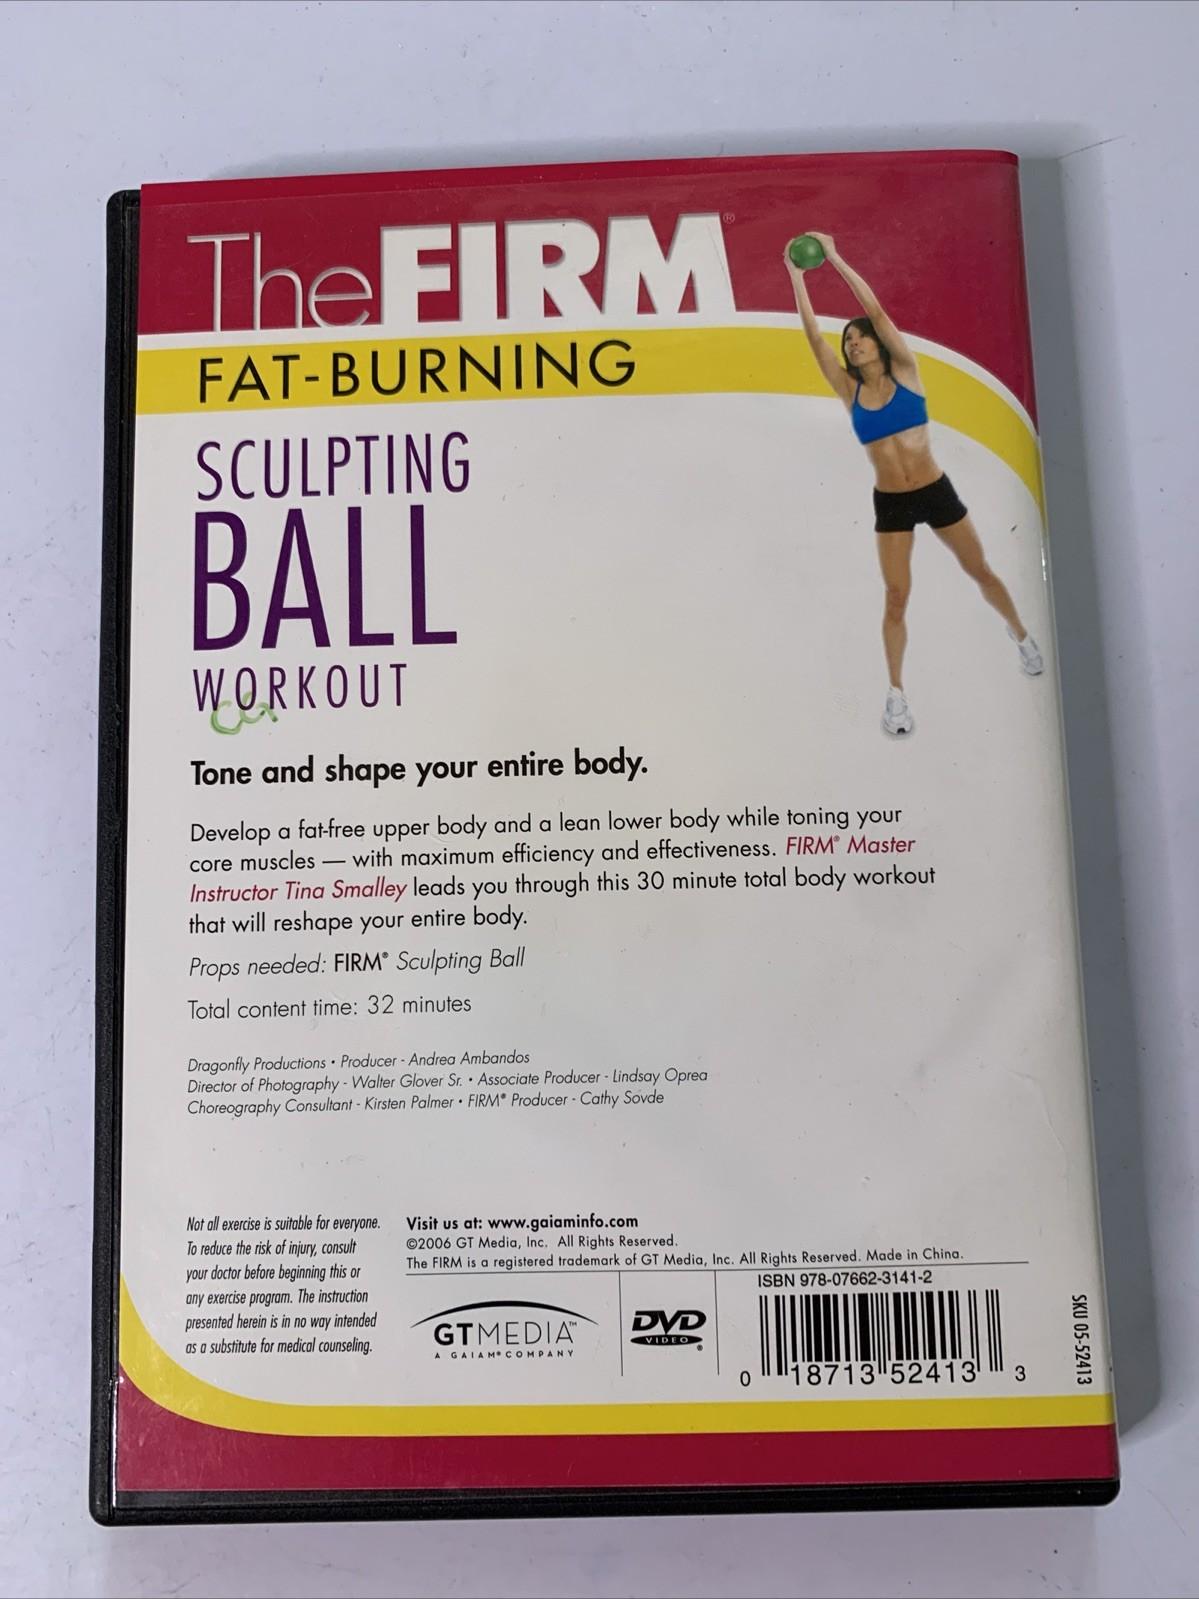 The FIRM®
FAT-BURNING
SCULPTING
BALL
WORKOUT
Tone and shape your entire body.
Develop a fat-free upper body and a lean lower body while toning your
core muscles — with maximum efficiency and effectiveness. FIRM® Master
Instructor Tina Smalley leads you through this 30 minute total body workout
that will reshape your entire body.
Props needed: FIRM® Sculpting Ball
Total content time: 32 minutes
Dragonfly Productions • Producer - Andrea Ambandos
Director of Photography - Walter Glover Sr. • Associate Producer - Lindsay Oprea
Choreography Consultant - Kirsten Palmer • FIRM® Producer - Cathy Sovde
Not all exercise is suitable for everyone.
To reduce the risk of injury, consult
your doctor before beginning this or
any exercise program. The instruction
presented herein is in no way intended
as a substitute for medical counseling.
Visit us at: www.gaiaminfo.com
©2006 GT Media, Inc. All Rights Reserved.
The FIRM is a registered trademark of GT Media, Inc. All Rights Reserved. Made in China.
GTMEDIA™
A GAIAM® COMPANY
DVD
VIDEO®
ISBN 978-07662-3141-2
0 18713 52413 3
SKU 05-52413